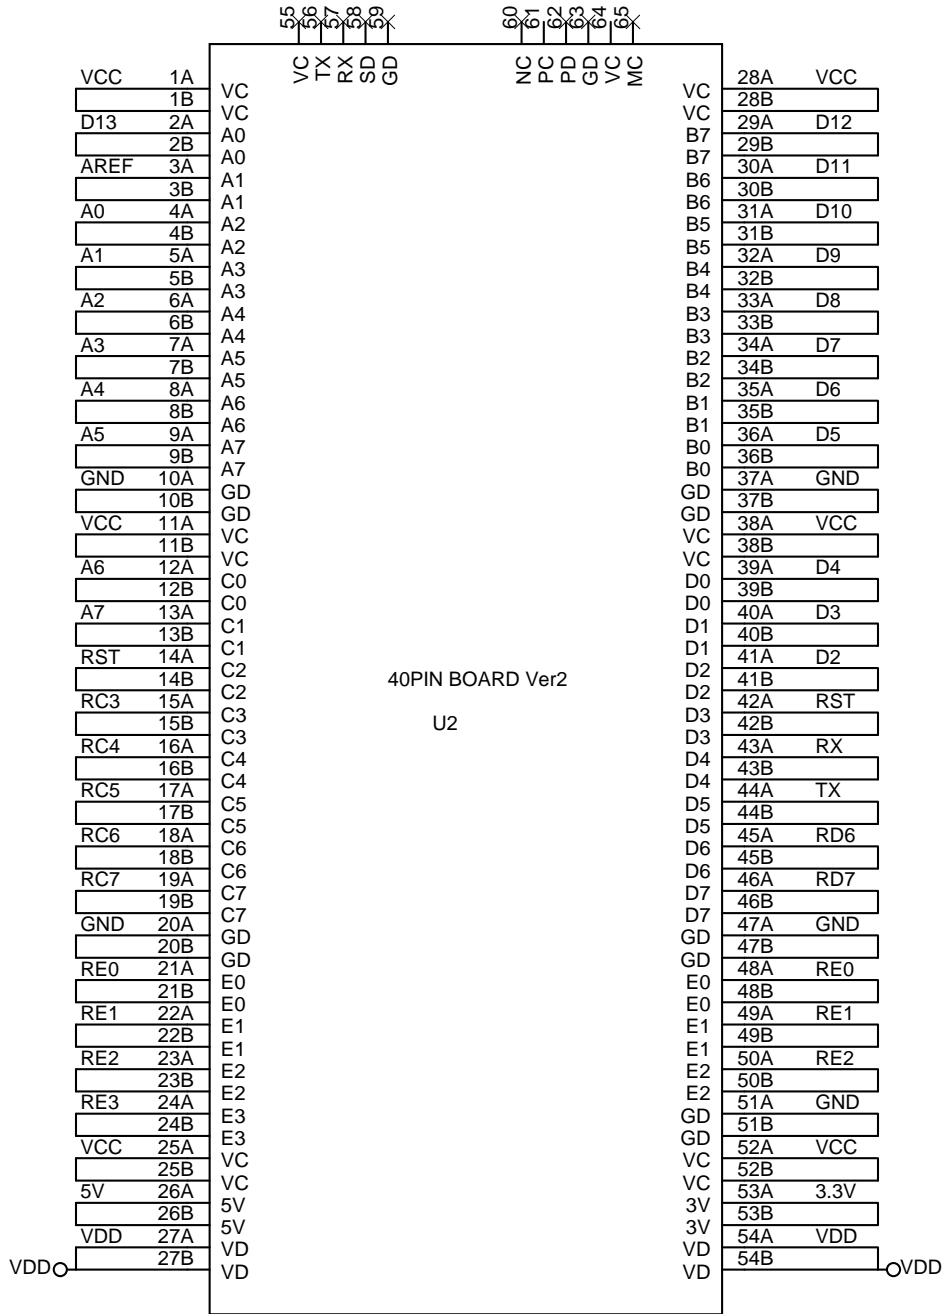 55 56 57 58 59 60 61 62 63 64 65
VC TX RX SD GD NC PC PD GD VC MC
VCC 1A VC VC 28A VCC
1B VC VC 28B
D13 2A A0 B7 29A D12
2B A0 B7 29B
AREF 3A A1 B6 30A D11
3B A1 B6 30B
A0 4A A2 B5 31A D10
4B A2 B5 31B
A1 5A A3 B4 32A D9
5B A3 B4 32B
A2 6A A4 B3 33A D8
6B A4 B3 33B
A3 7A A5 B2 34A D7
7B A5 B2 34B
A4 8A A6 B1 35A D6
8B A6 B1 35B
A5 9A A7 B0 36A D5
9B A7 B0 36B
GND 10A GD GD 37A GND
10B GD GD 37B
VCC 11A VC VC 38A VCC
11B VC VC 38B
A6 12A C0 D0 39A D4
12B C0 D0 39B
A7 13A C1 D1 40A D3
13B C1 D1 40B
RST 14A C2 D2 41A D2
14B C2 D2 41B
40PIN BOARD Ver2
RC3 15A C3 D3 42A RST
15B C3 D3 42B
U2
RC4 16A C4 D4 43A RX
16B C4 D4 43B
RC5 17A C5 D5 44A TX
17B C5 D5 44B
RC6 18A C6 D6 45A RD6
18B C6 D6 45B
RC7 19A C7 D7 46A RD7
19B C7 D7 46B
GND 20A GD GD 47A GND
20B GD GD 47B
RE0 21A E0 E0 48A RE0
21B E0 E0 48B
RE1 22A E1 E1 49A RE1
22B E1 E1 49B
RE2 23A E2 E2 50A RE2
23B E2 E2 50B
RE3 24A E3 GD 51A GND
24B E3 GD 51B
VCC 25A VC VC 52A VCC
25B VC VC 52B
5V 26A 5V 3V 53A 3.3V
26B 5V 3V 53B
VDD 27A VD VD 54A VDD
VDD 27B VD VD 54B VDD